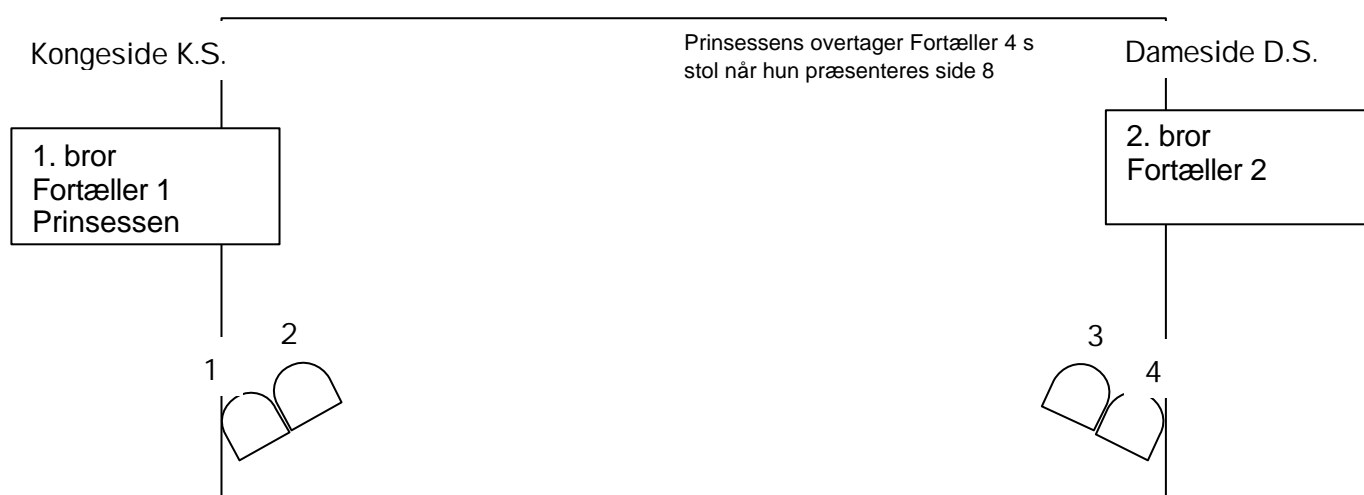 Kongeside K.S.
Prinsessens overtager Fortæller 4 s
stol når hun præsenteres side 8
Dameside D.S.
1. bror
Fortæller 1
Prinsessen
2. bror
Fortæller 2
1
2
3
4